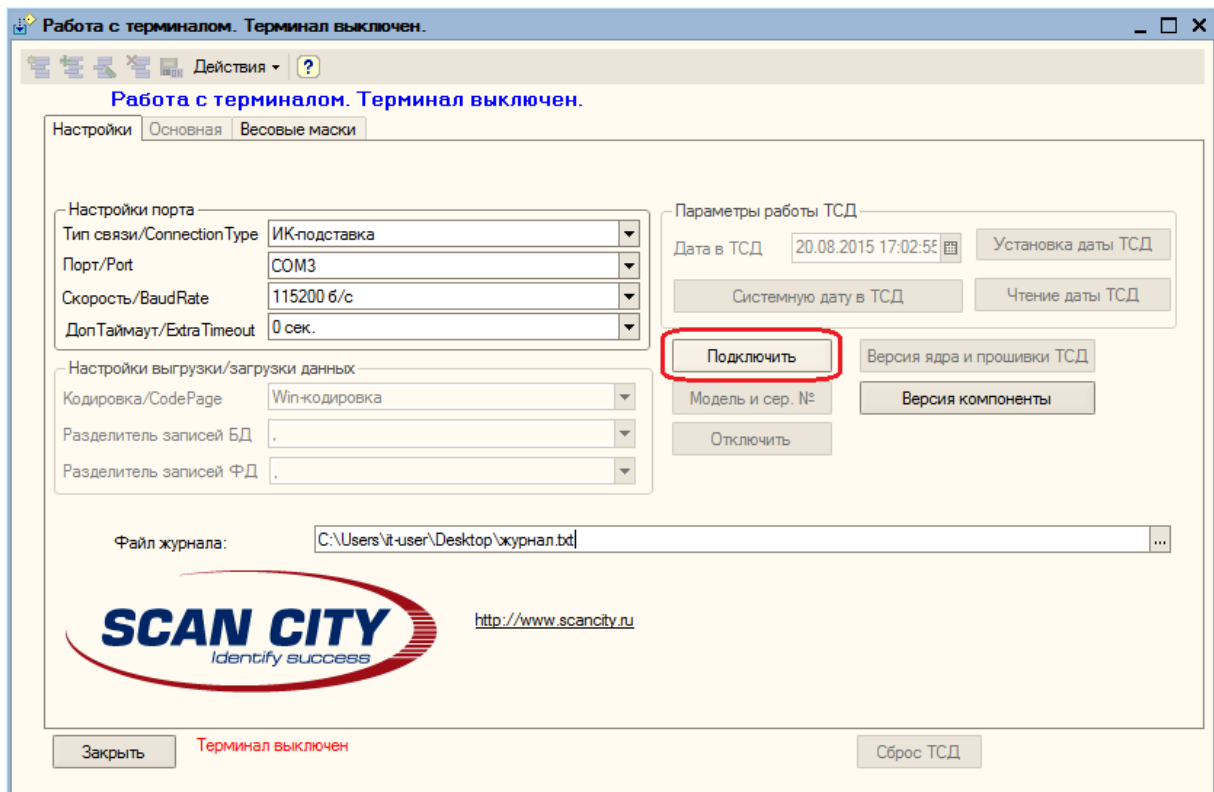 Работа с терминалом. Терминал выключен.
Действия ?
Работа с терминалом. Терминал выключен.
Настройки Основная Весовые маски
Настройки порта
Тип связи/ConnectionType ИК-подставка
Порт/Port COM3
Скорость/BaudRate 115200 б/с
ДопТаймаут/ExtraTimeout 0 сек.
Параметры работы ТСД
Дата в ТСД 20.08.2015 17:02:55 Установка даты ТСД
Системную дату в ТСД Чтение даты ТСД
Подключить Версия ядра и прошивки ТСД
Модель и сер. № Версия компоненты
Отключить
Настройки выгрузки/загрузки данных
Кодировка/CodePage Win-кодировка
Разделитель записей БД ,
Разделитель записей ФД ,
Файл журнала: C:\Users\it-user\Desktop\журнал.txt ...
SCAN CITY
Identify success
http://www.scancity.ru
Закрыть Терминал выключен Сброс ТСД